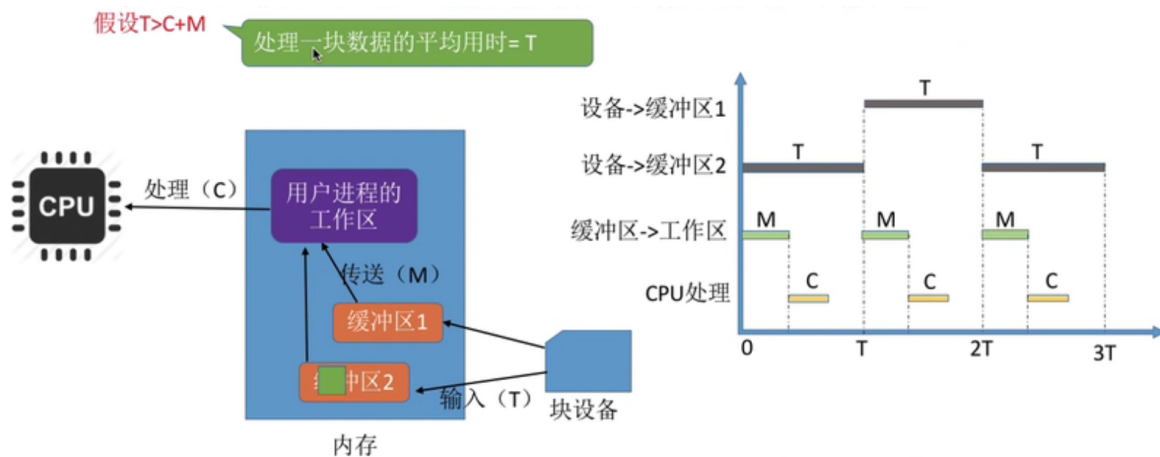 假设T>C+M
处理一块数据的平均用时= T
CPU
处理（C）
用户进程的
工作区
传送（M）
缓冲区1
冲区2
输入（T）
块设备
内存
设备->缓冲区1
T
设备->缓冲区2
T
T
缓冲区->工作区
M
M
M
CPU处理
C
C
C
0
T
2T
3T